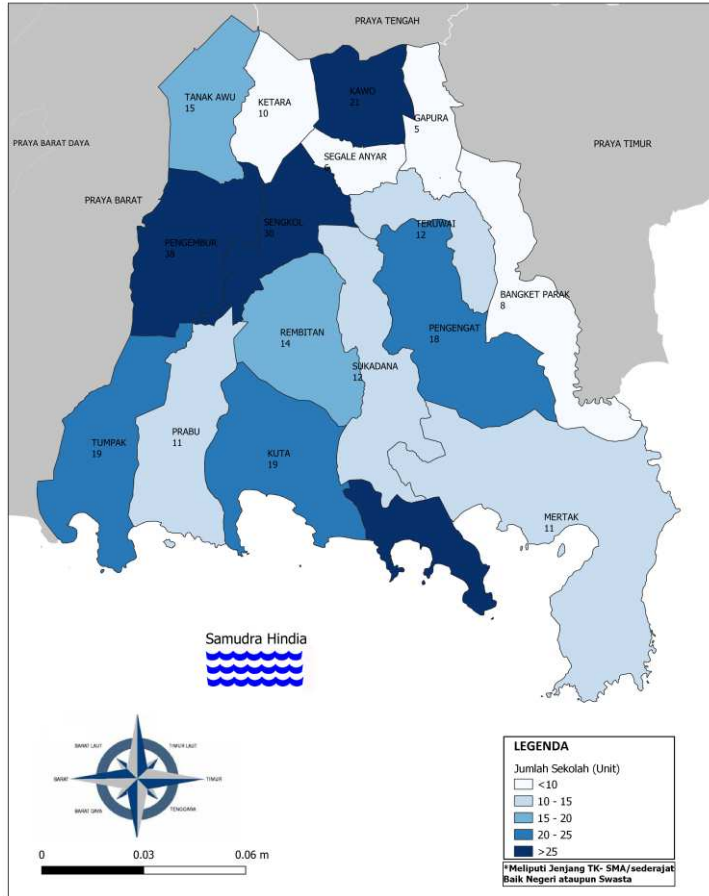 PRAYA TENGAH
TANAK AWU
15
KETARA
10
KAWO
21
GAPURA
5
PRAYA BARAT DAYA
PRAYA TIMUR
SEGALE ANYAR
6
PRAYA BARAT
SENGKOL
30
TERUWAI
12
PENGEMBUR
38
BANGKET PARAK
8
REMBITAN
14
PENGENGAT
18
SUKADANA
12
PRABU
11
TUMPAK
19
KUTA
19
MERTAK
11
Samudra Hindia
BARAT LAUT
TIMUR LAUT
BARAT
TIMUR
BARAT DAYA
TENGGARA
0
0.03
0.06 m
LEGENDA
Jumlah Sekolah (Unit)
<10
10 - 15
15 - 20
20 - 25
>25
*Meliputi Jenjang TK- SMA/sederajat
Baik Negeri ataupun Swasta